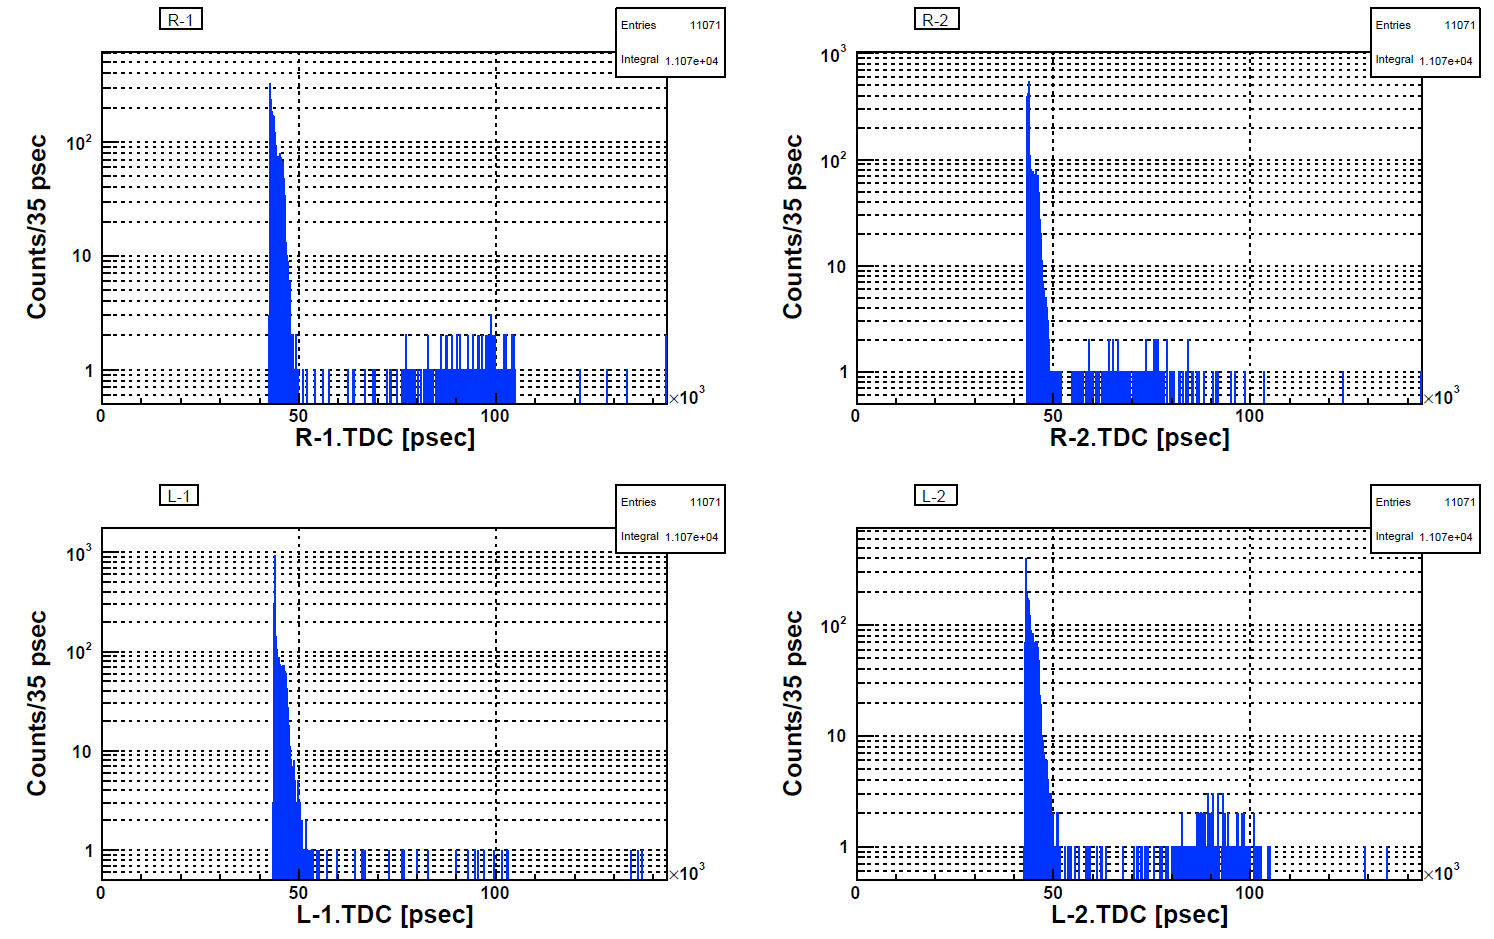 R-1
Entries 11071
Integral 1.107e+04
Counts/35 psec
10²
10
1
0
50
100
×10³
R-1.TDC [psec]
R-2
Entries 11071
Integral 1.107e+04
Counts/35 psec
10³
10²
10
1
0
50
100
×10³
R-2.TDC [psec]
L-1
Entries 11071
Integral 1.107e+04
Counts/35 psec
10³
10²
10
1
0
50
100
×10³
L-1.TDC [psec]
L-2
Entries 11071
Integral 1.107e+04
Counts/35 psec
10²
10
1
0
50
100
×10³
L-2.TDC [psec]